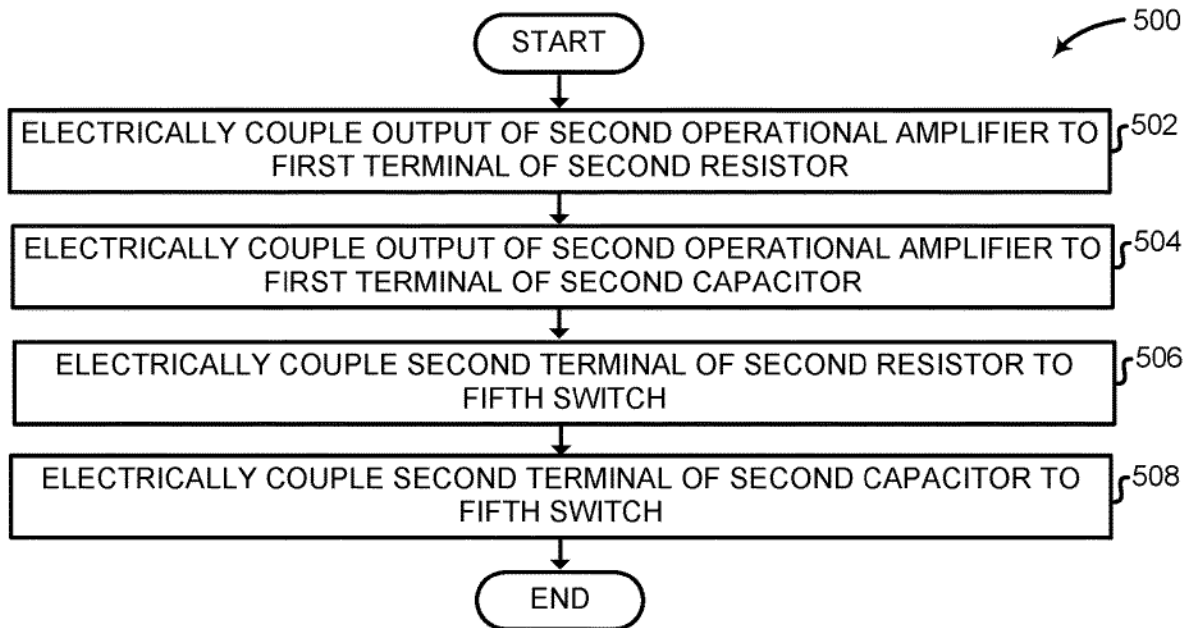 START
500
ELECTRICALLY COUPLE OUTPUT OF SECOND OPERATIONAL AMPLIFIER TO
FIRST TERMINAL OF SECOND RESISTOR
502
ELECTRICALLY COUPLE OUTPUT OF SECOND OPERATIONAL AMPLIFIER TO
FIRST TERMINAL OF SECOND CAPACITOR
504
ELECTRICALLY COUPLE SECOND TERMINAL OF SECOND RESISTOR TO
FIFTH SWITCH
506
ELECTRICALLY COUPLE SECOND TERMINAL OF SECOND CAPACITOR TO
FIFTH SWITCH
508
END